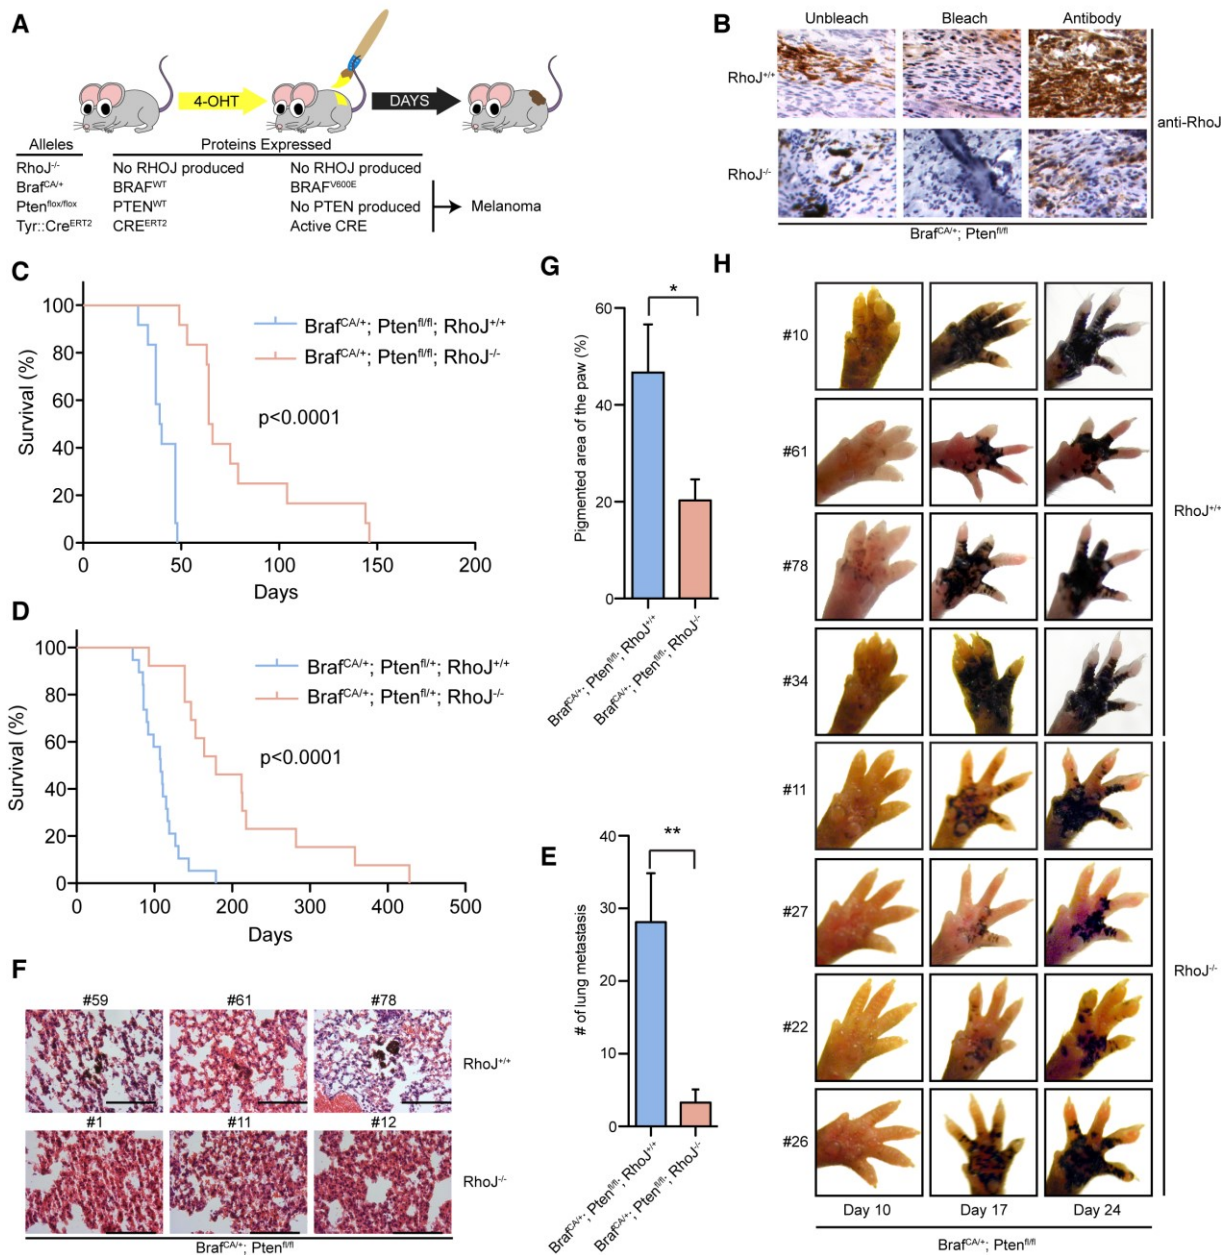 A
4-OHT
DAYS
Alleles
Proteins Expressed
RhoJ-/-
No RHOJ produced
No RHOJ produced
BrafCA/+
BRAFWT
BRAFV600E
Ptenflox/flox
PTENWT
No PTEN produced
Melanoma
Tyr::CreERT2
CREERT2
Active CRE
B
Unbleach
Bleach
Antibody
RhoJ+/+
RhoJ-/-
anti-RhoJ
BrafCA/+; Ptenfl/fl
C
Survival (%)
100
80
60
40
20
0
0
50
100
150
200
Days
BrafCA/+; Ptenfl/fl; RhoJ+/+
BrafCA/+; Ptenfl/fl; RhoJ-/-
p<0.0001
D
Survival (%)
100
80
60
40
20
0
0
100
200
300
400
500
Days
BrafCA/+; Ptenfl/+; RhoJ+/+
BrafCA/+; Ptenfl/+; RhoJ-/-
p<0.0001
F
#59
#61
#78
RhoJ+/+
#1
#11
#12
RhoJ-/-
BrafCA/+; Ptenfl/fl
G
Pigmented area of the paw (%)
60
40
20
0
*
BrafCA/+; Ptenfl/fl; RhoJ+/+
BrafCA/+; Ptenfl/fl; RhoJ-/-
E
# of lung metastasis
40
30
20
10
0
**
BrafCA/+; Ptenfl/fl; RhoJ+/+
BrafCA/+; Ptenfl/fl; RhoJ-/-
H
#10
#61
#78
#34
RhoJ+/+
#11
#27
#22
#26
RhoJ-/-
Day 10
Day 17
Day 24
BrafCA/+; Ptenfl/fl